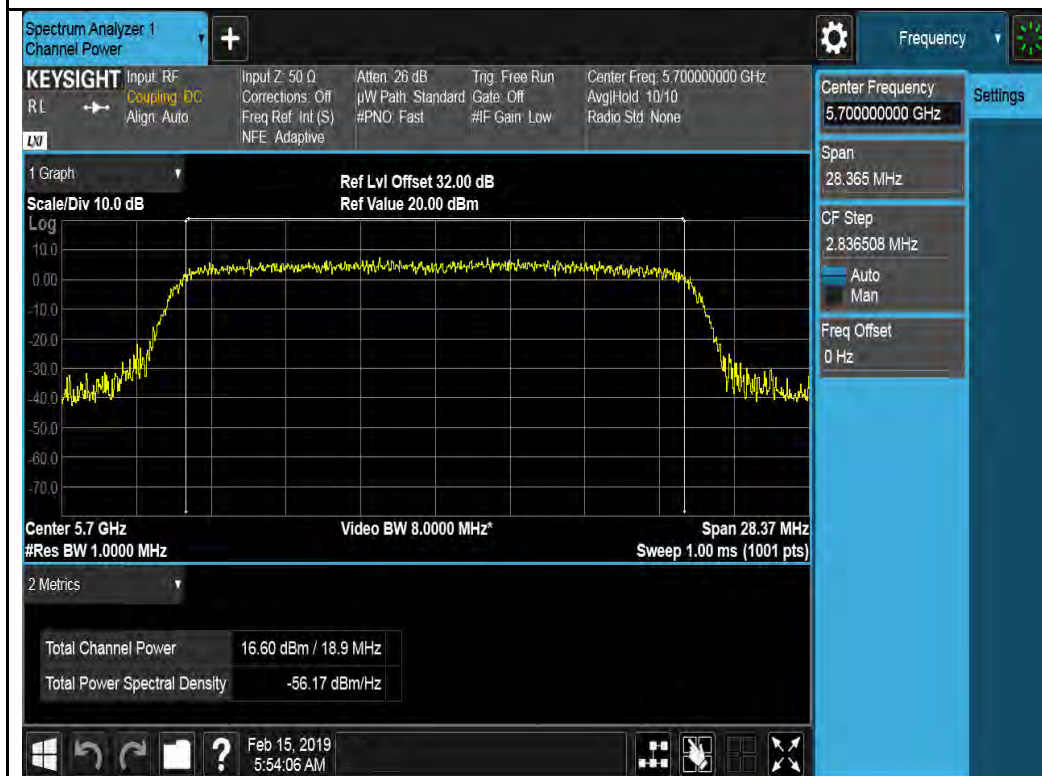 Spectrum Analyzer 1
Channel Power
Frequency
KEYSIGHT
R L
LXI
Input: RF
Coupling: DC
Align: Auto
Input Z: 50 Ω
Corrections: Off
Freq Ref: Int (S)
NFE: Adaptive
Atten: 26 dB
µW Path: Standard
#PNO: Fast
Trig: Free Run
Gate: Off
#IF Gain: Low
Center Freq: 5.700000000 GHz
Avg|Hold: 10/10
Radio Std: None
1 Graph
Scale/Div 10.0 dB
Ref Lvl Offset 32.00 dB
Ref Value 20.00 dBm
Log
10.0
0.00
-10.0
-20.0
-30.0
-40.0
-50.0
-60.0
-70.0
Center 5.7 GHz
Video BW 8.0000 MHz*
Span 28.37 MHz
#Res BW 1.0000 MHz
Sweep 1.00 ms (1001 pts)
2 Metrics
Total Channel Power 16.60 dBm / 18.9 MHz
Total Power Spectral Density -56.17 dBm/Hz
Center Frequency
5.700000000 GHz
Settings
Span
28.365 MHz
CF Step
2.836508 MHz
Auto
Man
Freq Offset
0 Hz
?
Feb 15, 2019
5:54:06 AM